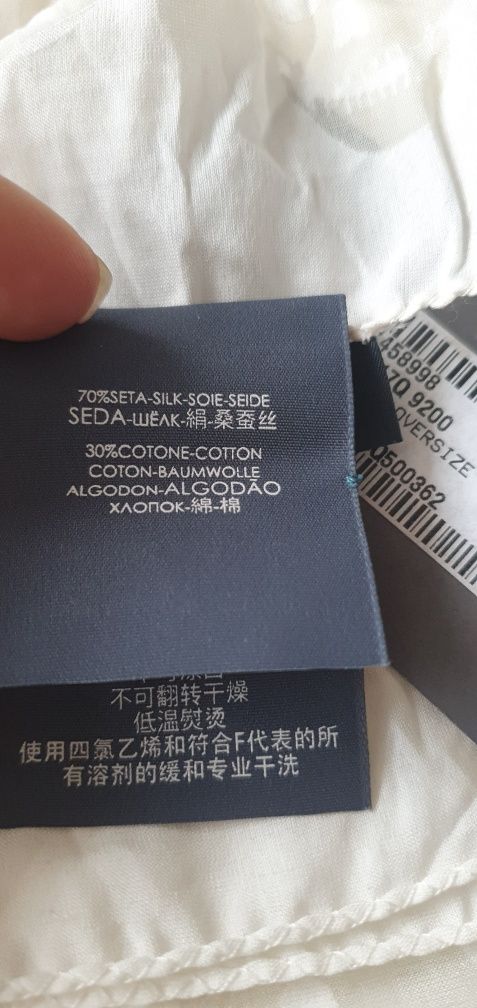 70%SETA-SILK-SOIE-SEIDE
SEDA-ШЁЛК-絹-桑蚕丝
30%COTONE-COTTON
COTON-BAUMWOLLE
ALGODON-ALGODÃO
ХЛОПОК-綿-棉
不可翻转干燥
低温熨烫
使用四氯乙烯和符合F代表的所
有溶剂的缓和专业干洗
458998
9200
OVERSIZE
0500362